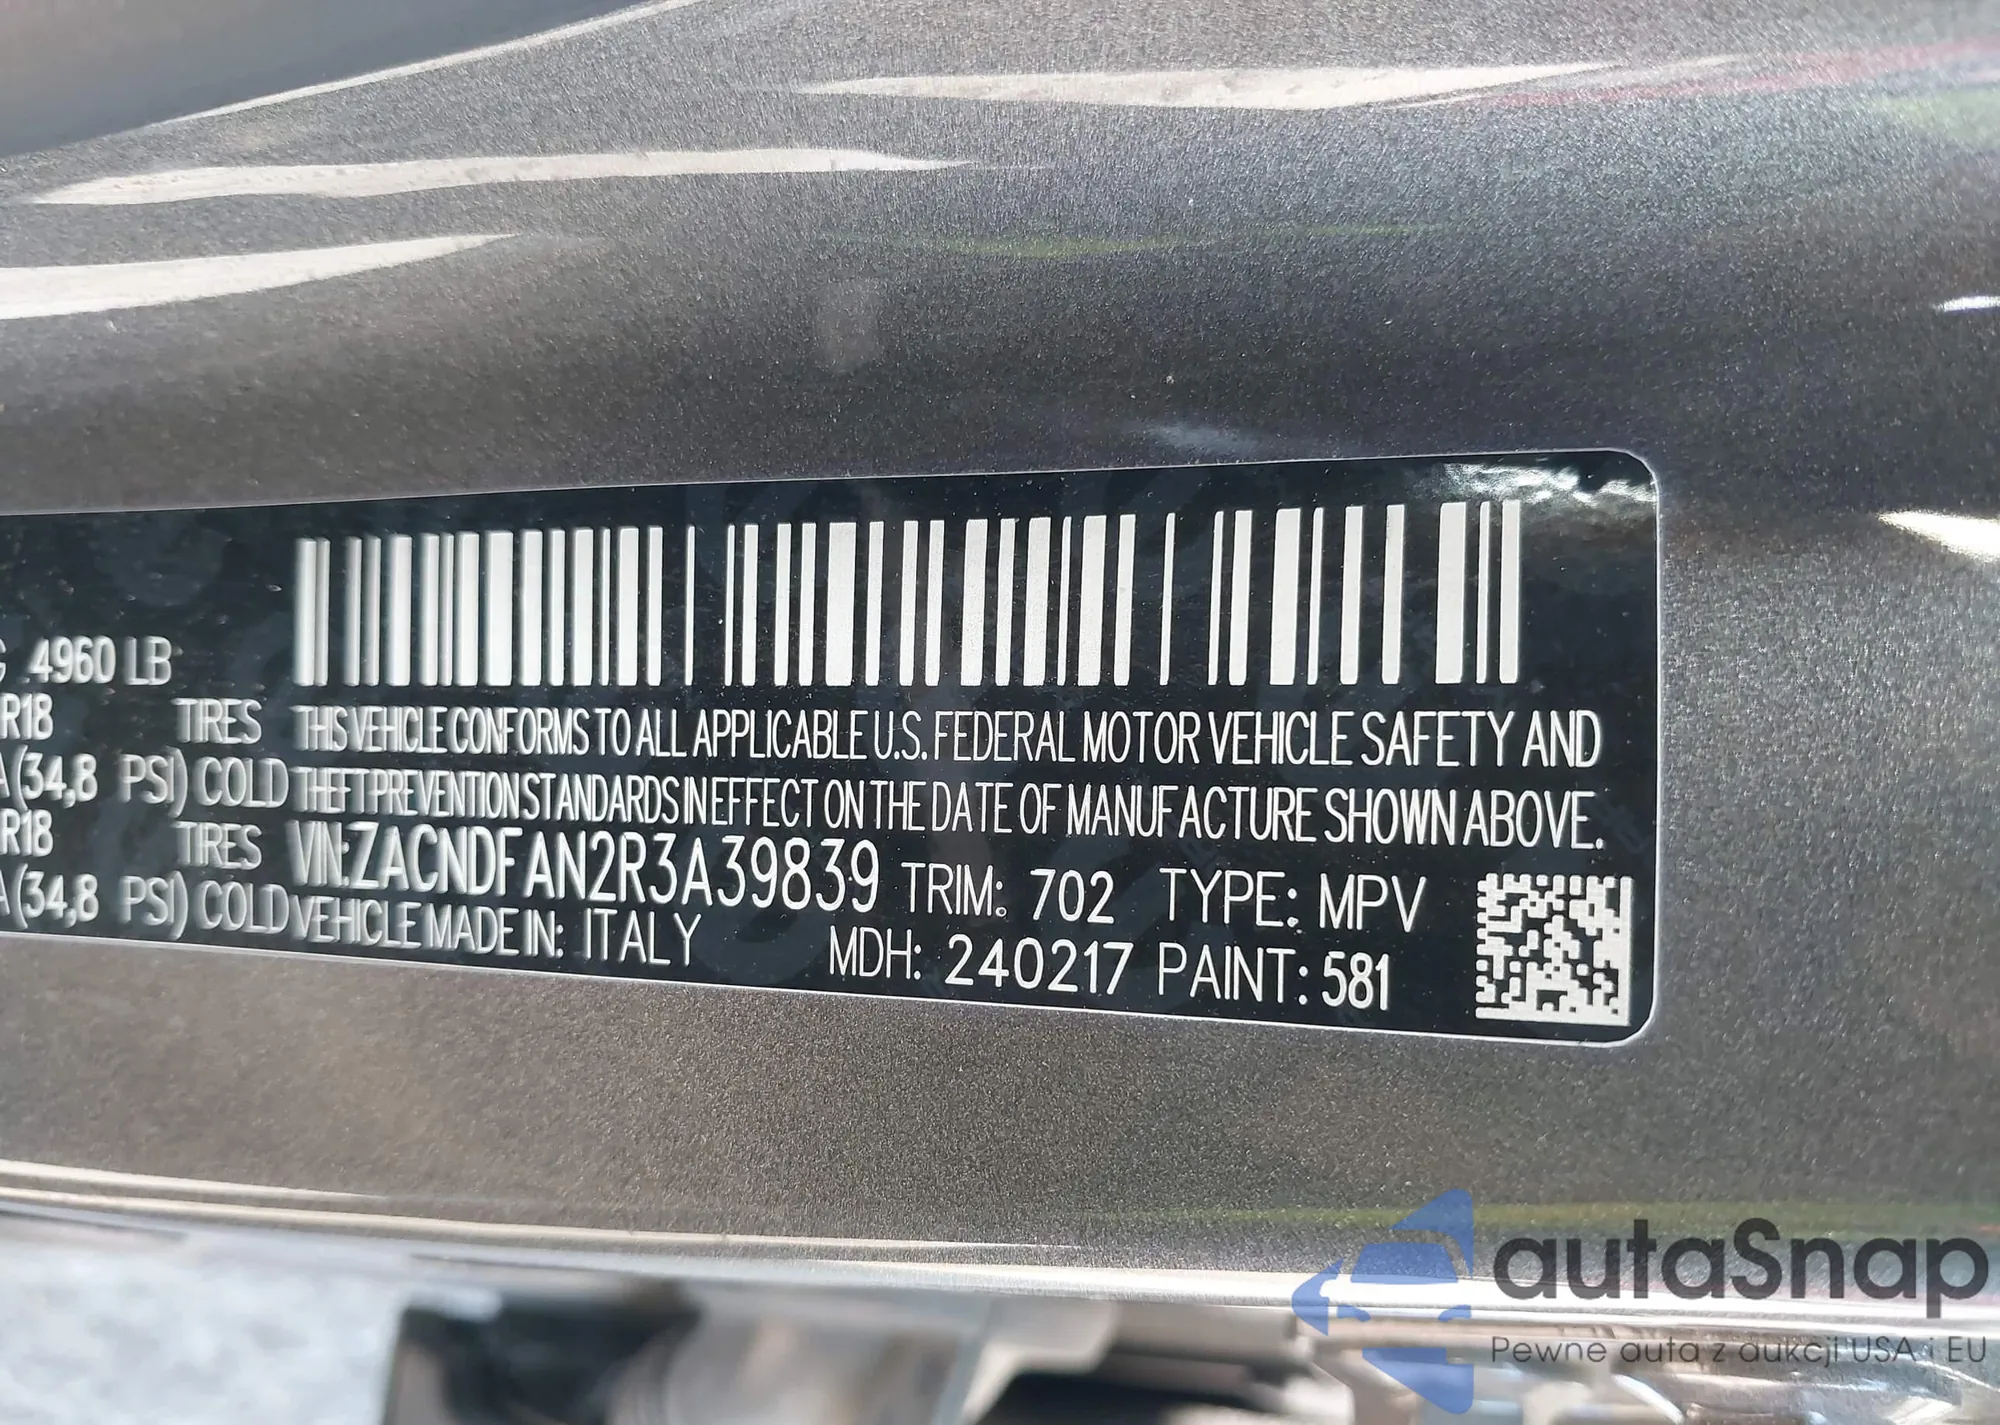 4960 LB
R18 TIRES
(34,8 PSI) COLD
R18 TIRES
(34,8 PSI) COLD
THIS VEHICLE CONFORMS TO ALL APPLICABLE U.S. FEDERAL MOTOR VEHICLE SAFETY AND
THEFT PREVENTION STANDARDS IN EFFECT ON THE DATE OF MANUFACTURE SHOWN ABOVE.
VIN:ZACNDFAN2R3A39839 TRIM: 702 TYPE: MPV
VEHICLE MADE IN: ITALY MDH: 240217 PAINT: 581
autaSnap
Pewne auta z aukcji USA i EU